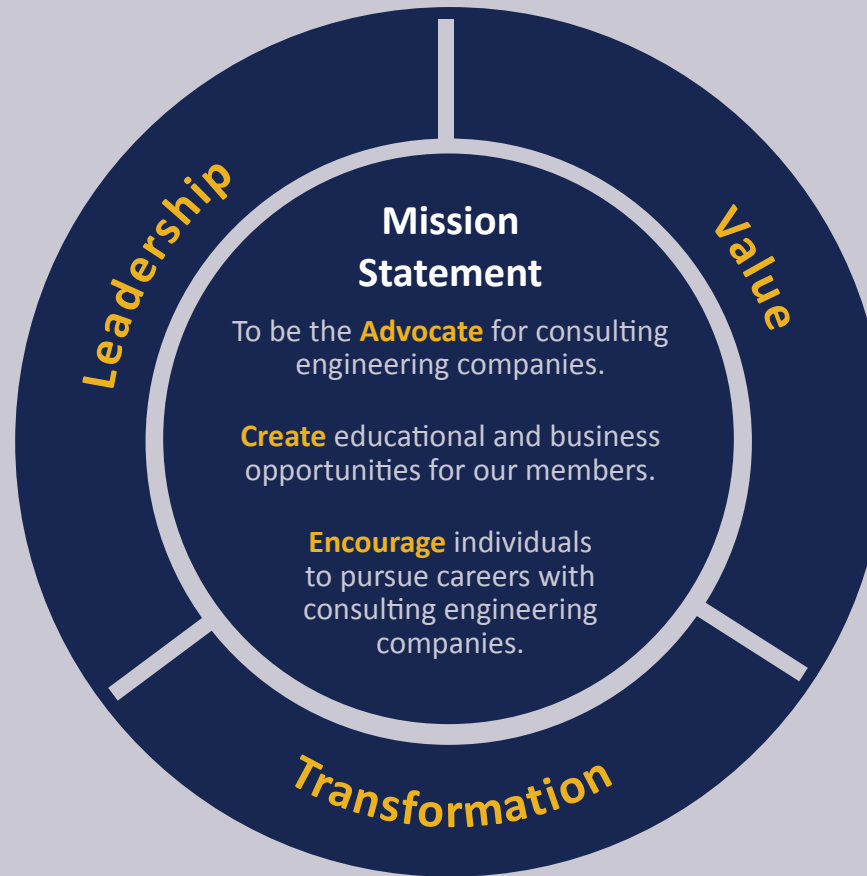 Leadership
Value
Mission
Statement
To be the Advocate for consulting
engineering companies.
Create educational and business
opportunities for our members.
Encourage individuals
to pursue careers with
consulting engineering
companies.
Transformation